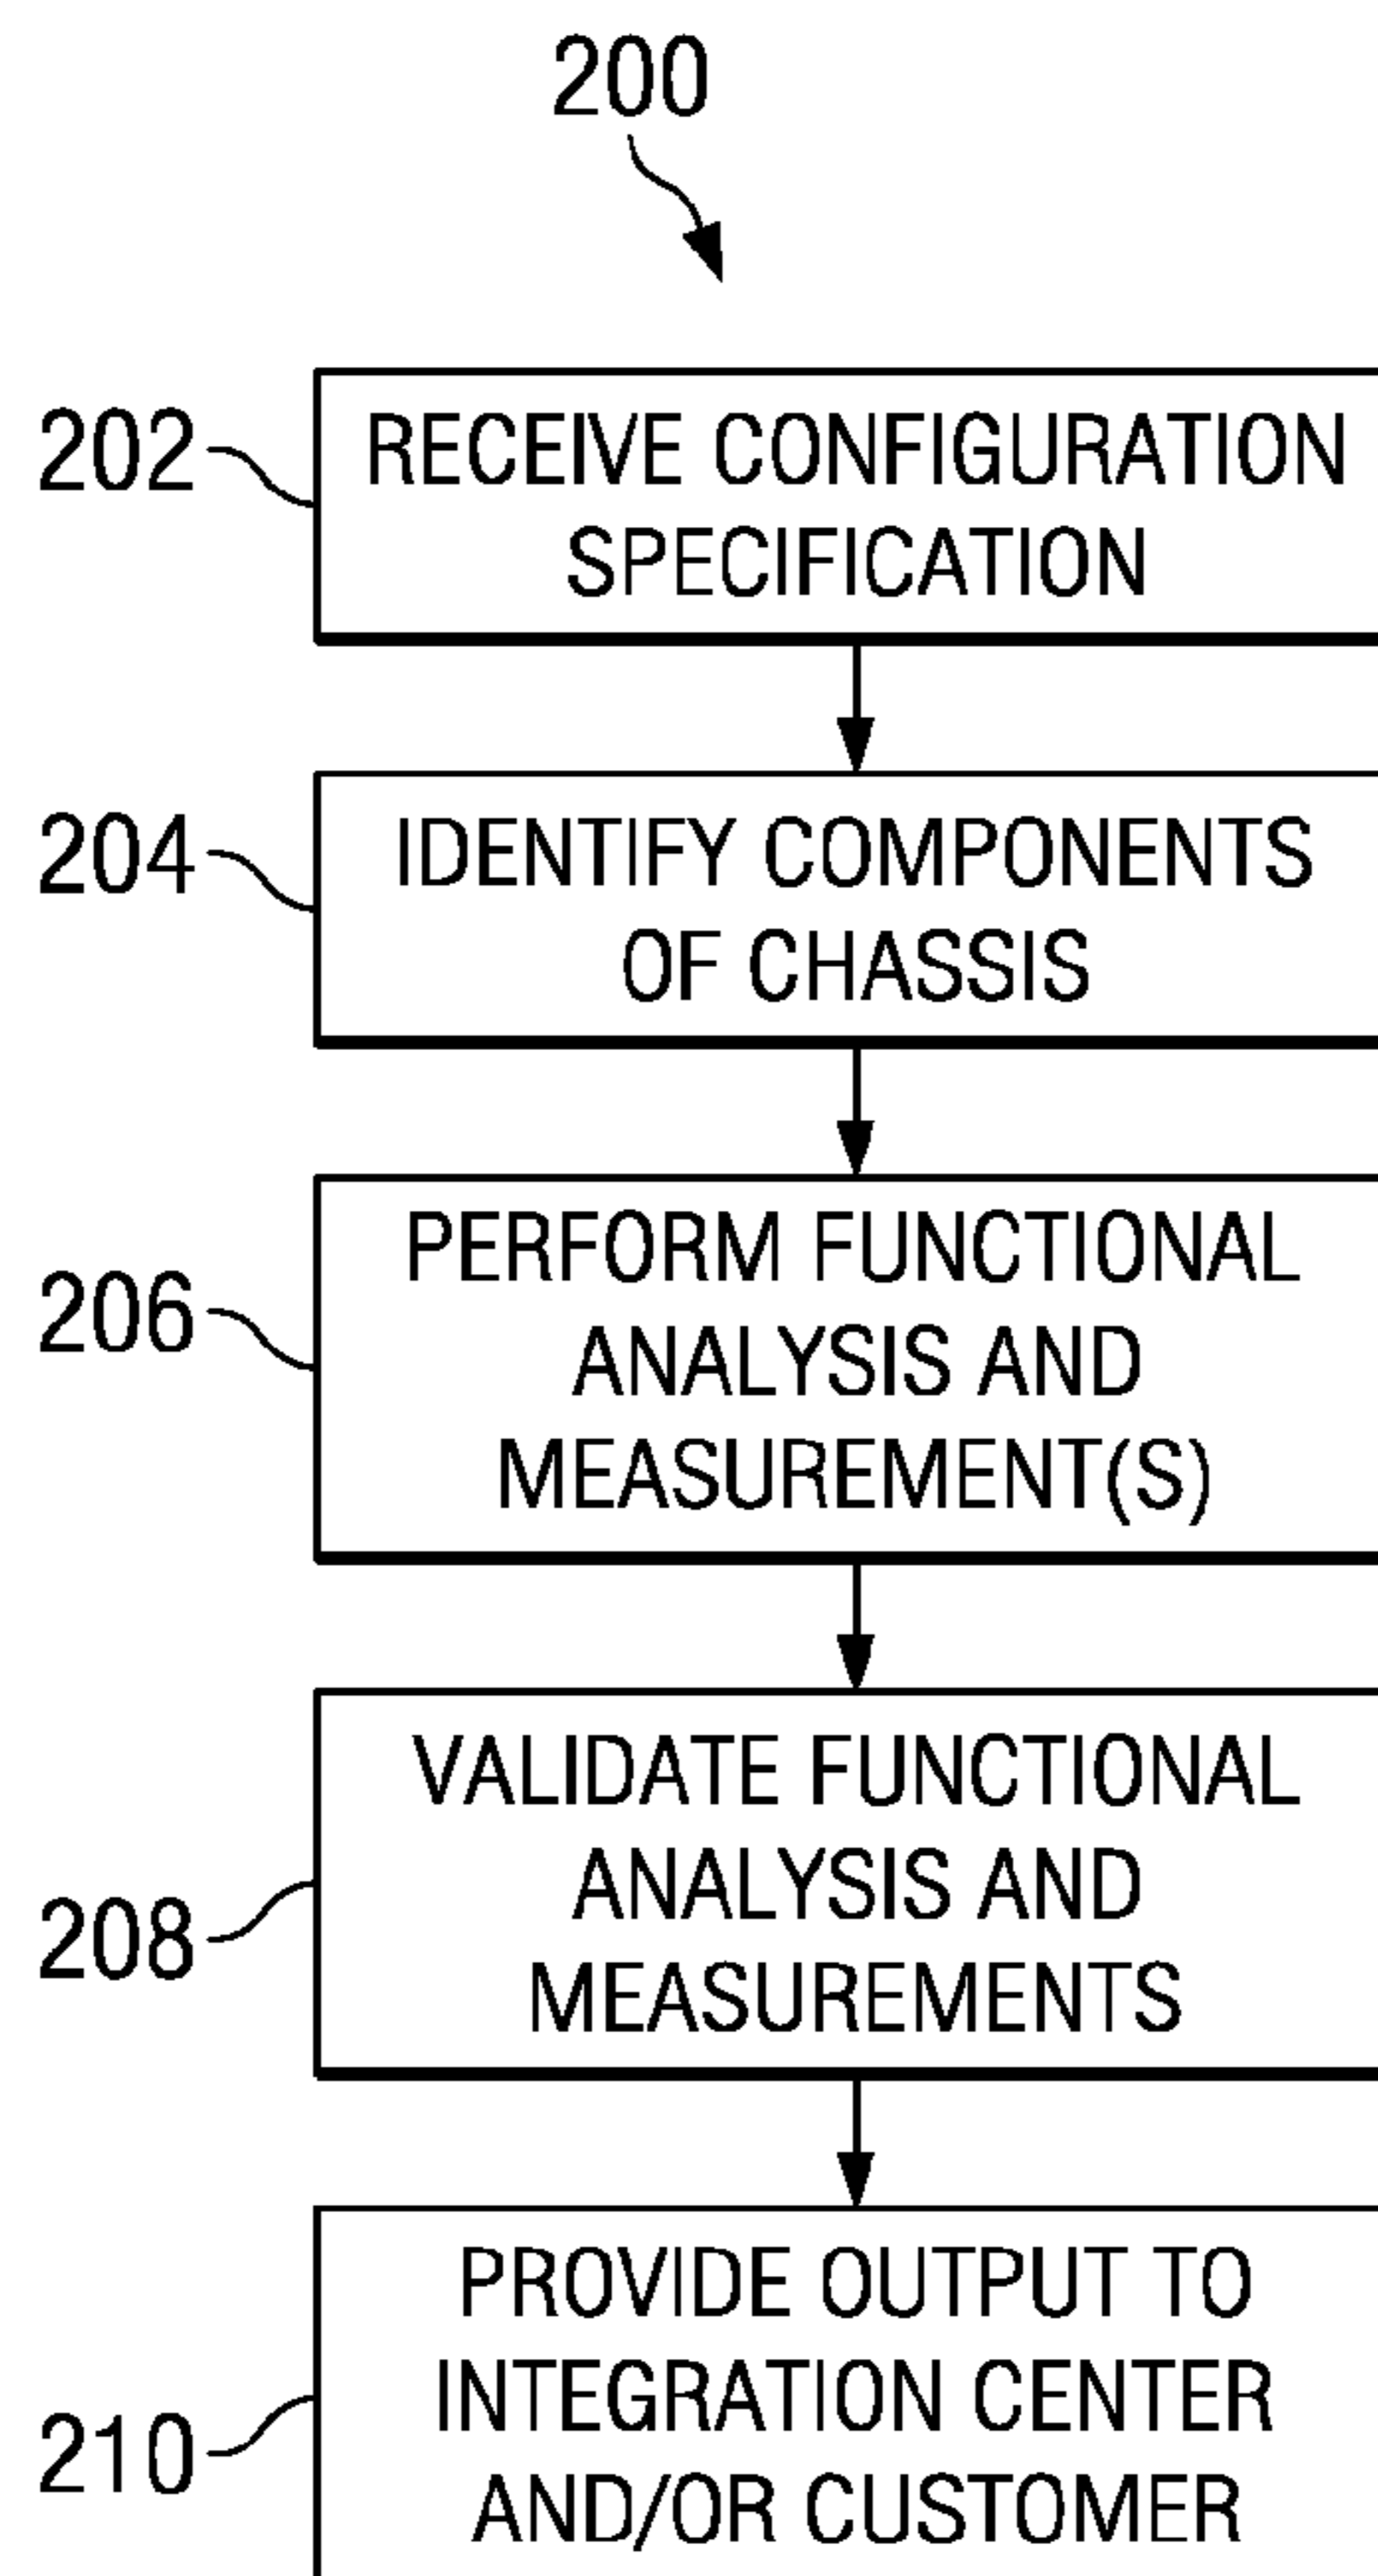 200
202
RECEIVE CONFIGURATION
SPECIFICATION
204
IDENTIFY COMPONENTS
OF CHASSIS
206
PERFORM FUNCTIONAL
ANALYSIS AND
MEASUREMENT(S)
208
VALIDATE FUNCTIONAL
ANALYSIS AND
MEASUREMENTS
210
PROVIDE OUTPUT TO
INTEGRATION CENTER
AND/OR CUSTOMER